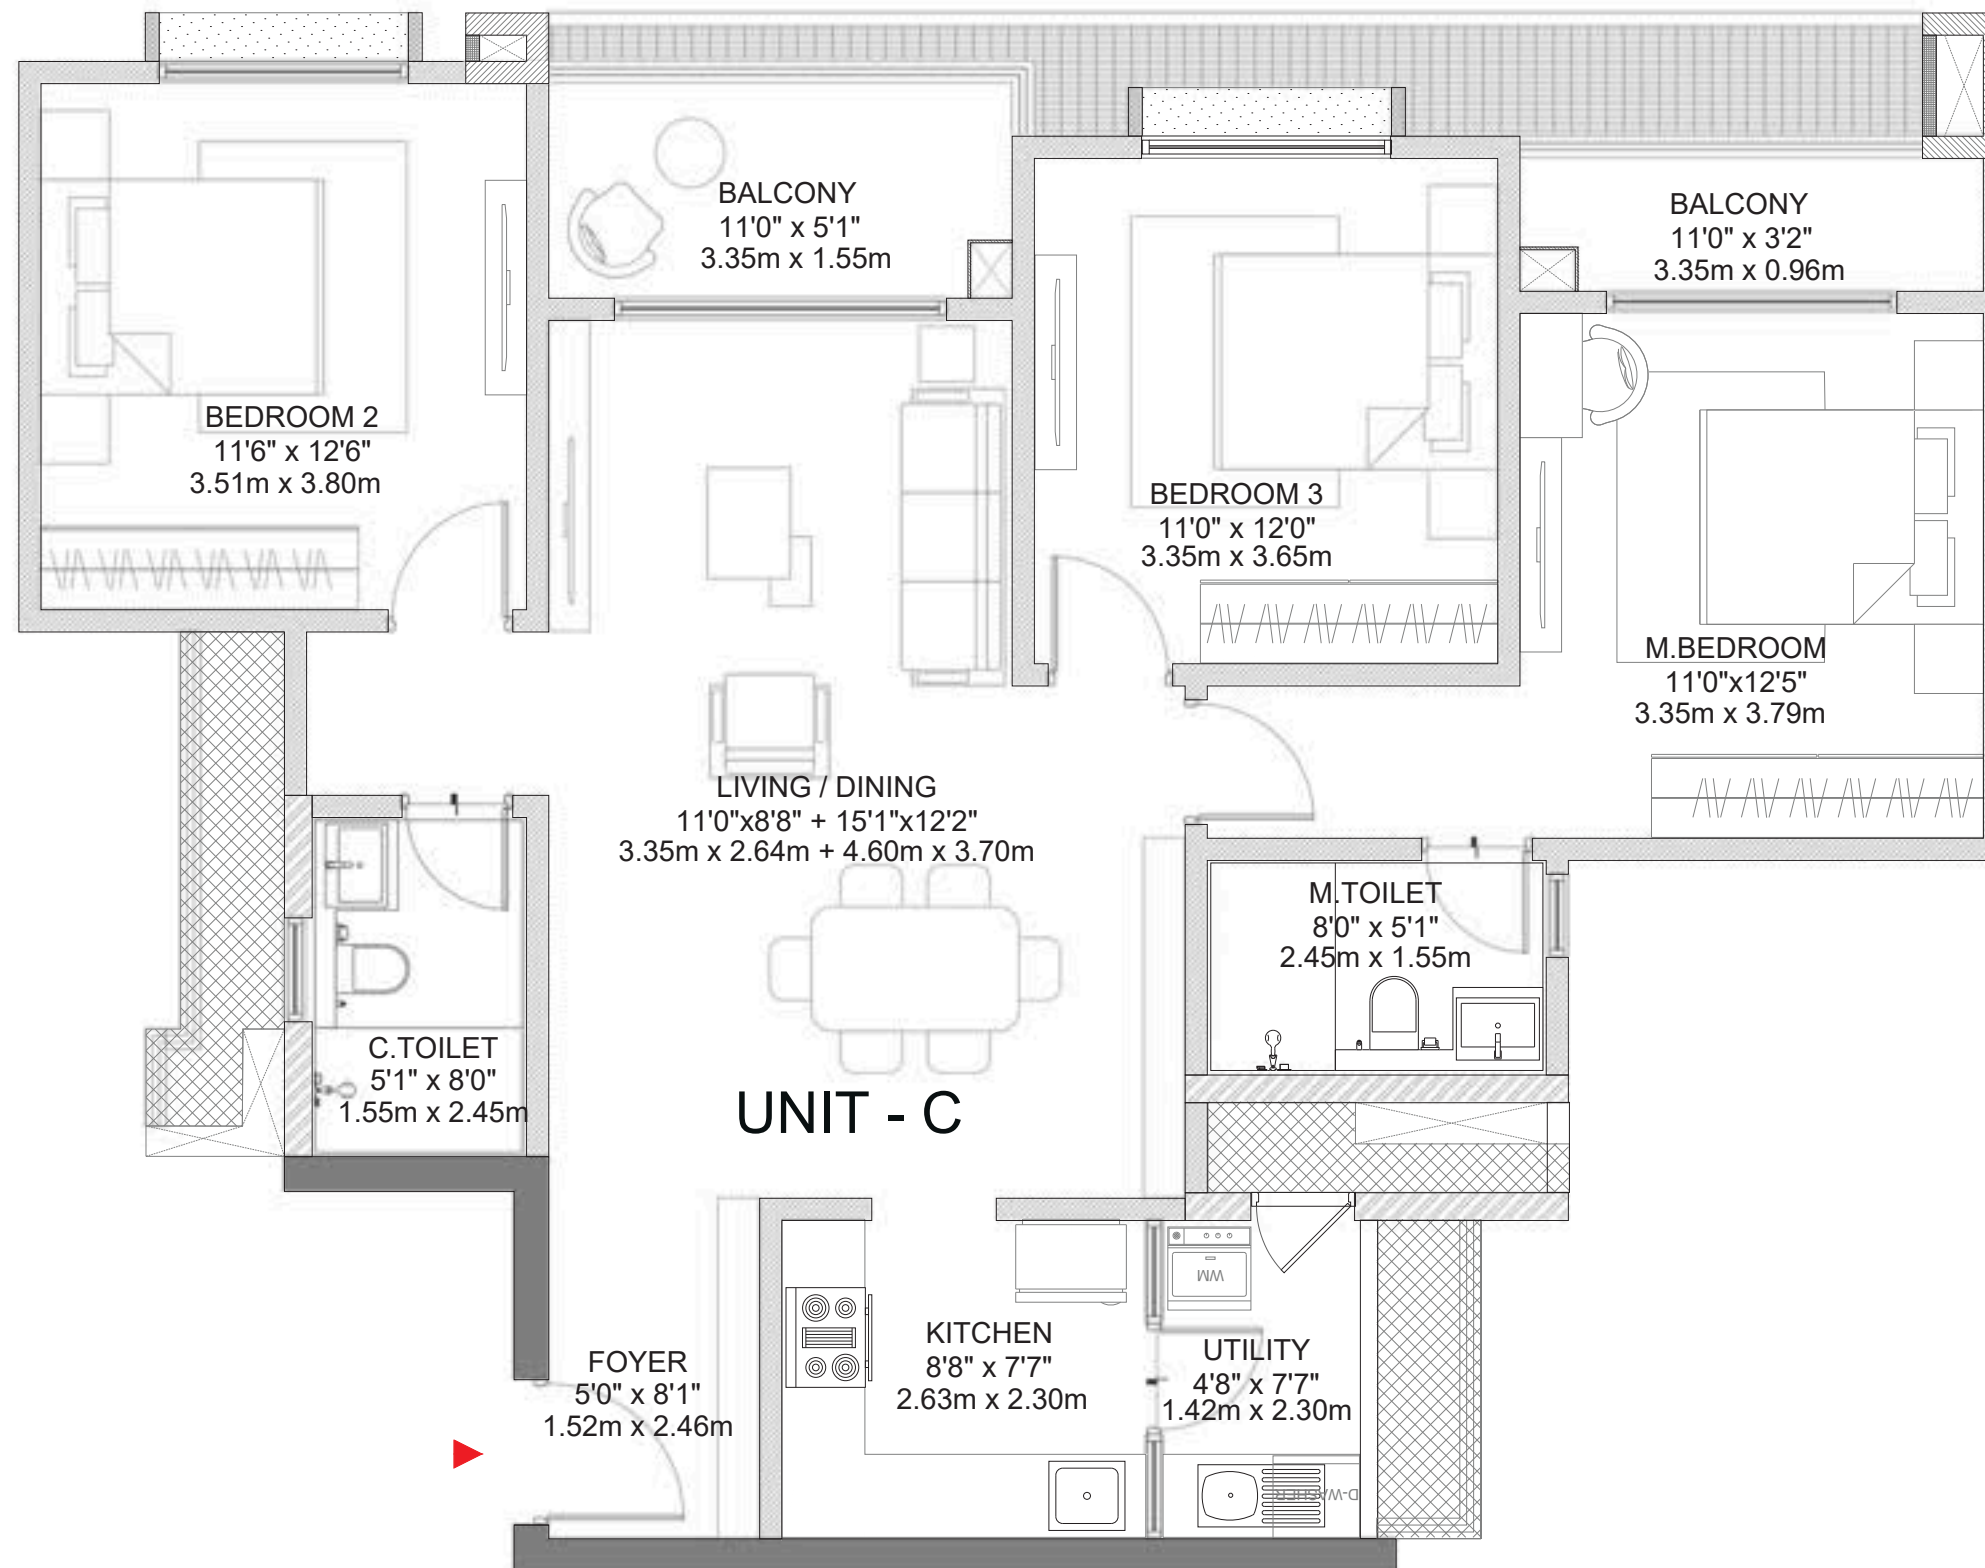 BALCONY
11'0" x 5'1"
3.35m x 1.55m
BALCONY
11'0" x 3'2"
3.35m x 0.96m
BEDROOM 2
11'6" x 12'6"
3.51m x 3.80m
BEDROOM 3
11'0" x 12'0"
3.35m x 3.65m
M.BEDROOM
11'0"x12'5"
3.35m x 3.79m
LIVING / DINING
11'0"x8'8" + 15'1"x12'2"
3.35m x 2.64m + 4.60m x 3.70m
M.TOILET
8'0" x 5'1"
2.45m x 1.55m
C.TOILET
5'1" x 8'0"
1.55m x 2.45m
UNIT - C
WM
KITCHEN
8'8" x 7'7"
2.63m x 2.30m
UTILITY
4'8" x 7'7"
1.42m x 2.30m
FOYER
5'0" x 8'1"
1.52m x 2.46m
D-WASHER